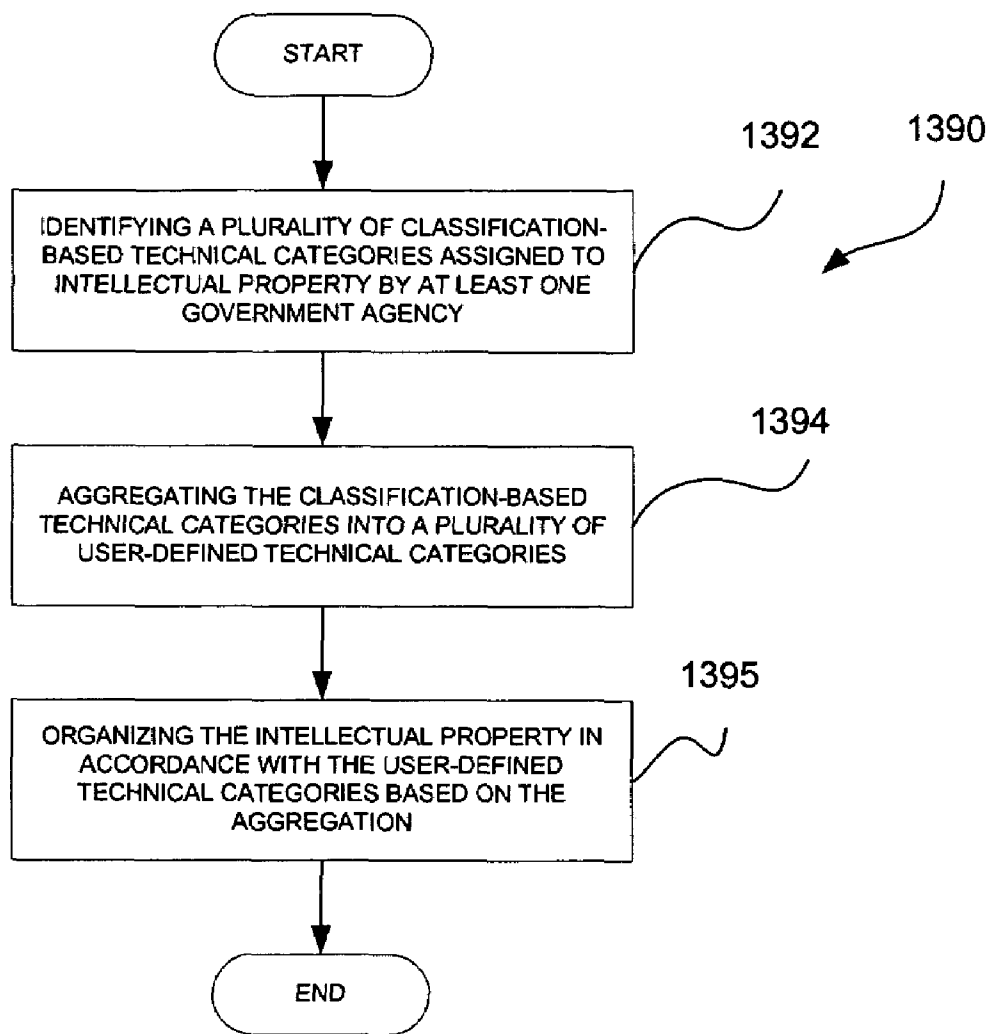 START
1392
1390
IDENTIFYING A PLURALITY OF CLASSIFICATION-
BASED TECHNICAL CATEGORIES ASSIGNED TO
INTELLECTUAL PROPERTY BY AT LEAST ONE
GOVERNMENT AGENCY
1394
AGGREGATING THE CLASSIFICATION-BASED
TECHNICAL CATEGORIES INTO A PLURALITY OF
USER-DEFINED TECHNICAL CATEGORIES
1395
ORGANIZING THE INTELLECTUAL PROPERTY IN
ACCORDANCE WITH THE USER-DEFINED
TECHNICAL CATEGORIES BASED ON THE
AGGREGATION
END